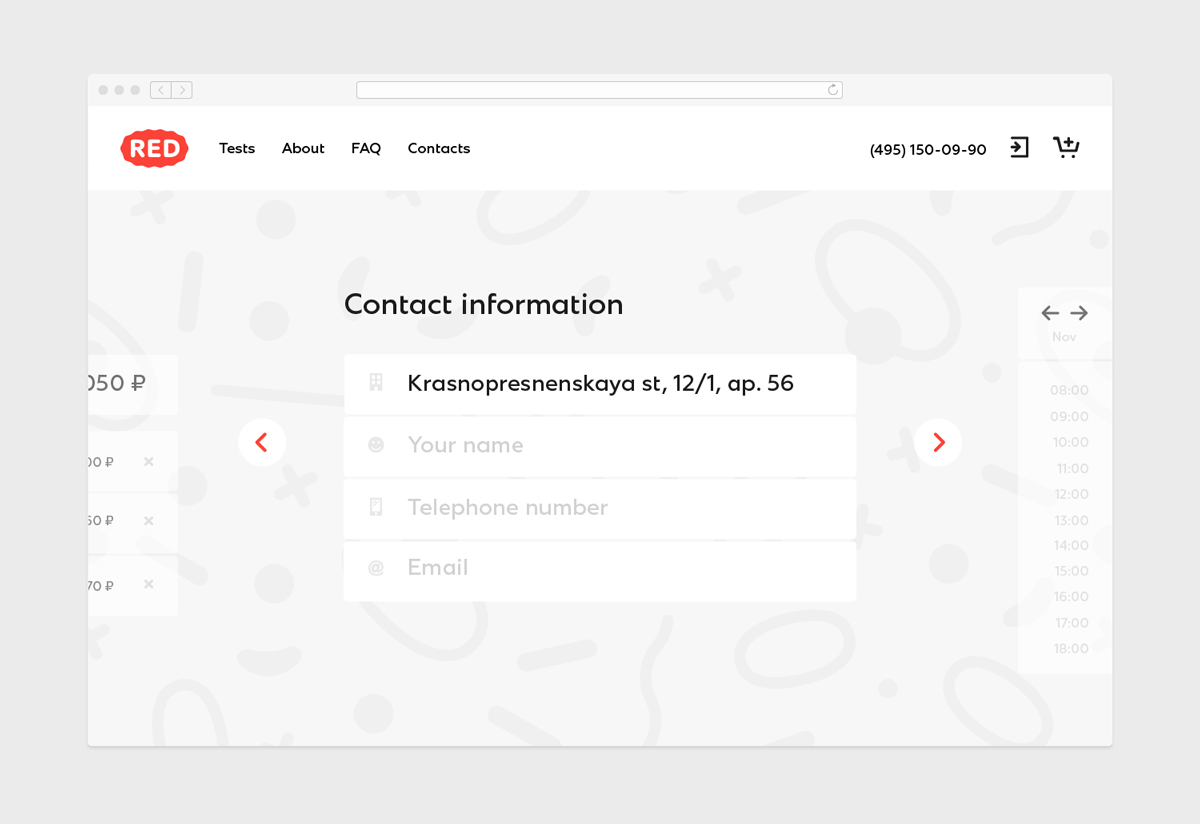 RED
Tests About FAQ Contacts
(495) 150-09-90
Contact information
Krasnopresnenskaya st, 12/1, ap. 56
Your name
Telephone number
Email
050 ₽
00 ₽
60 ₽
70 ₽
Nov
08:00
09:00
10:00
11:00
12:00
13:00
14:00
15:00
16:00
17:00
18:00